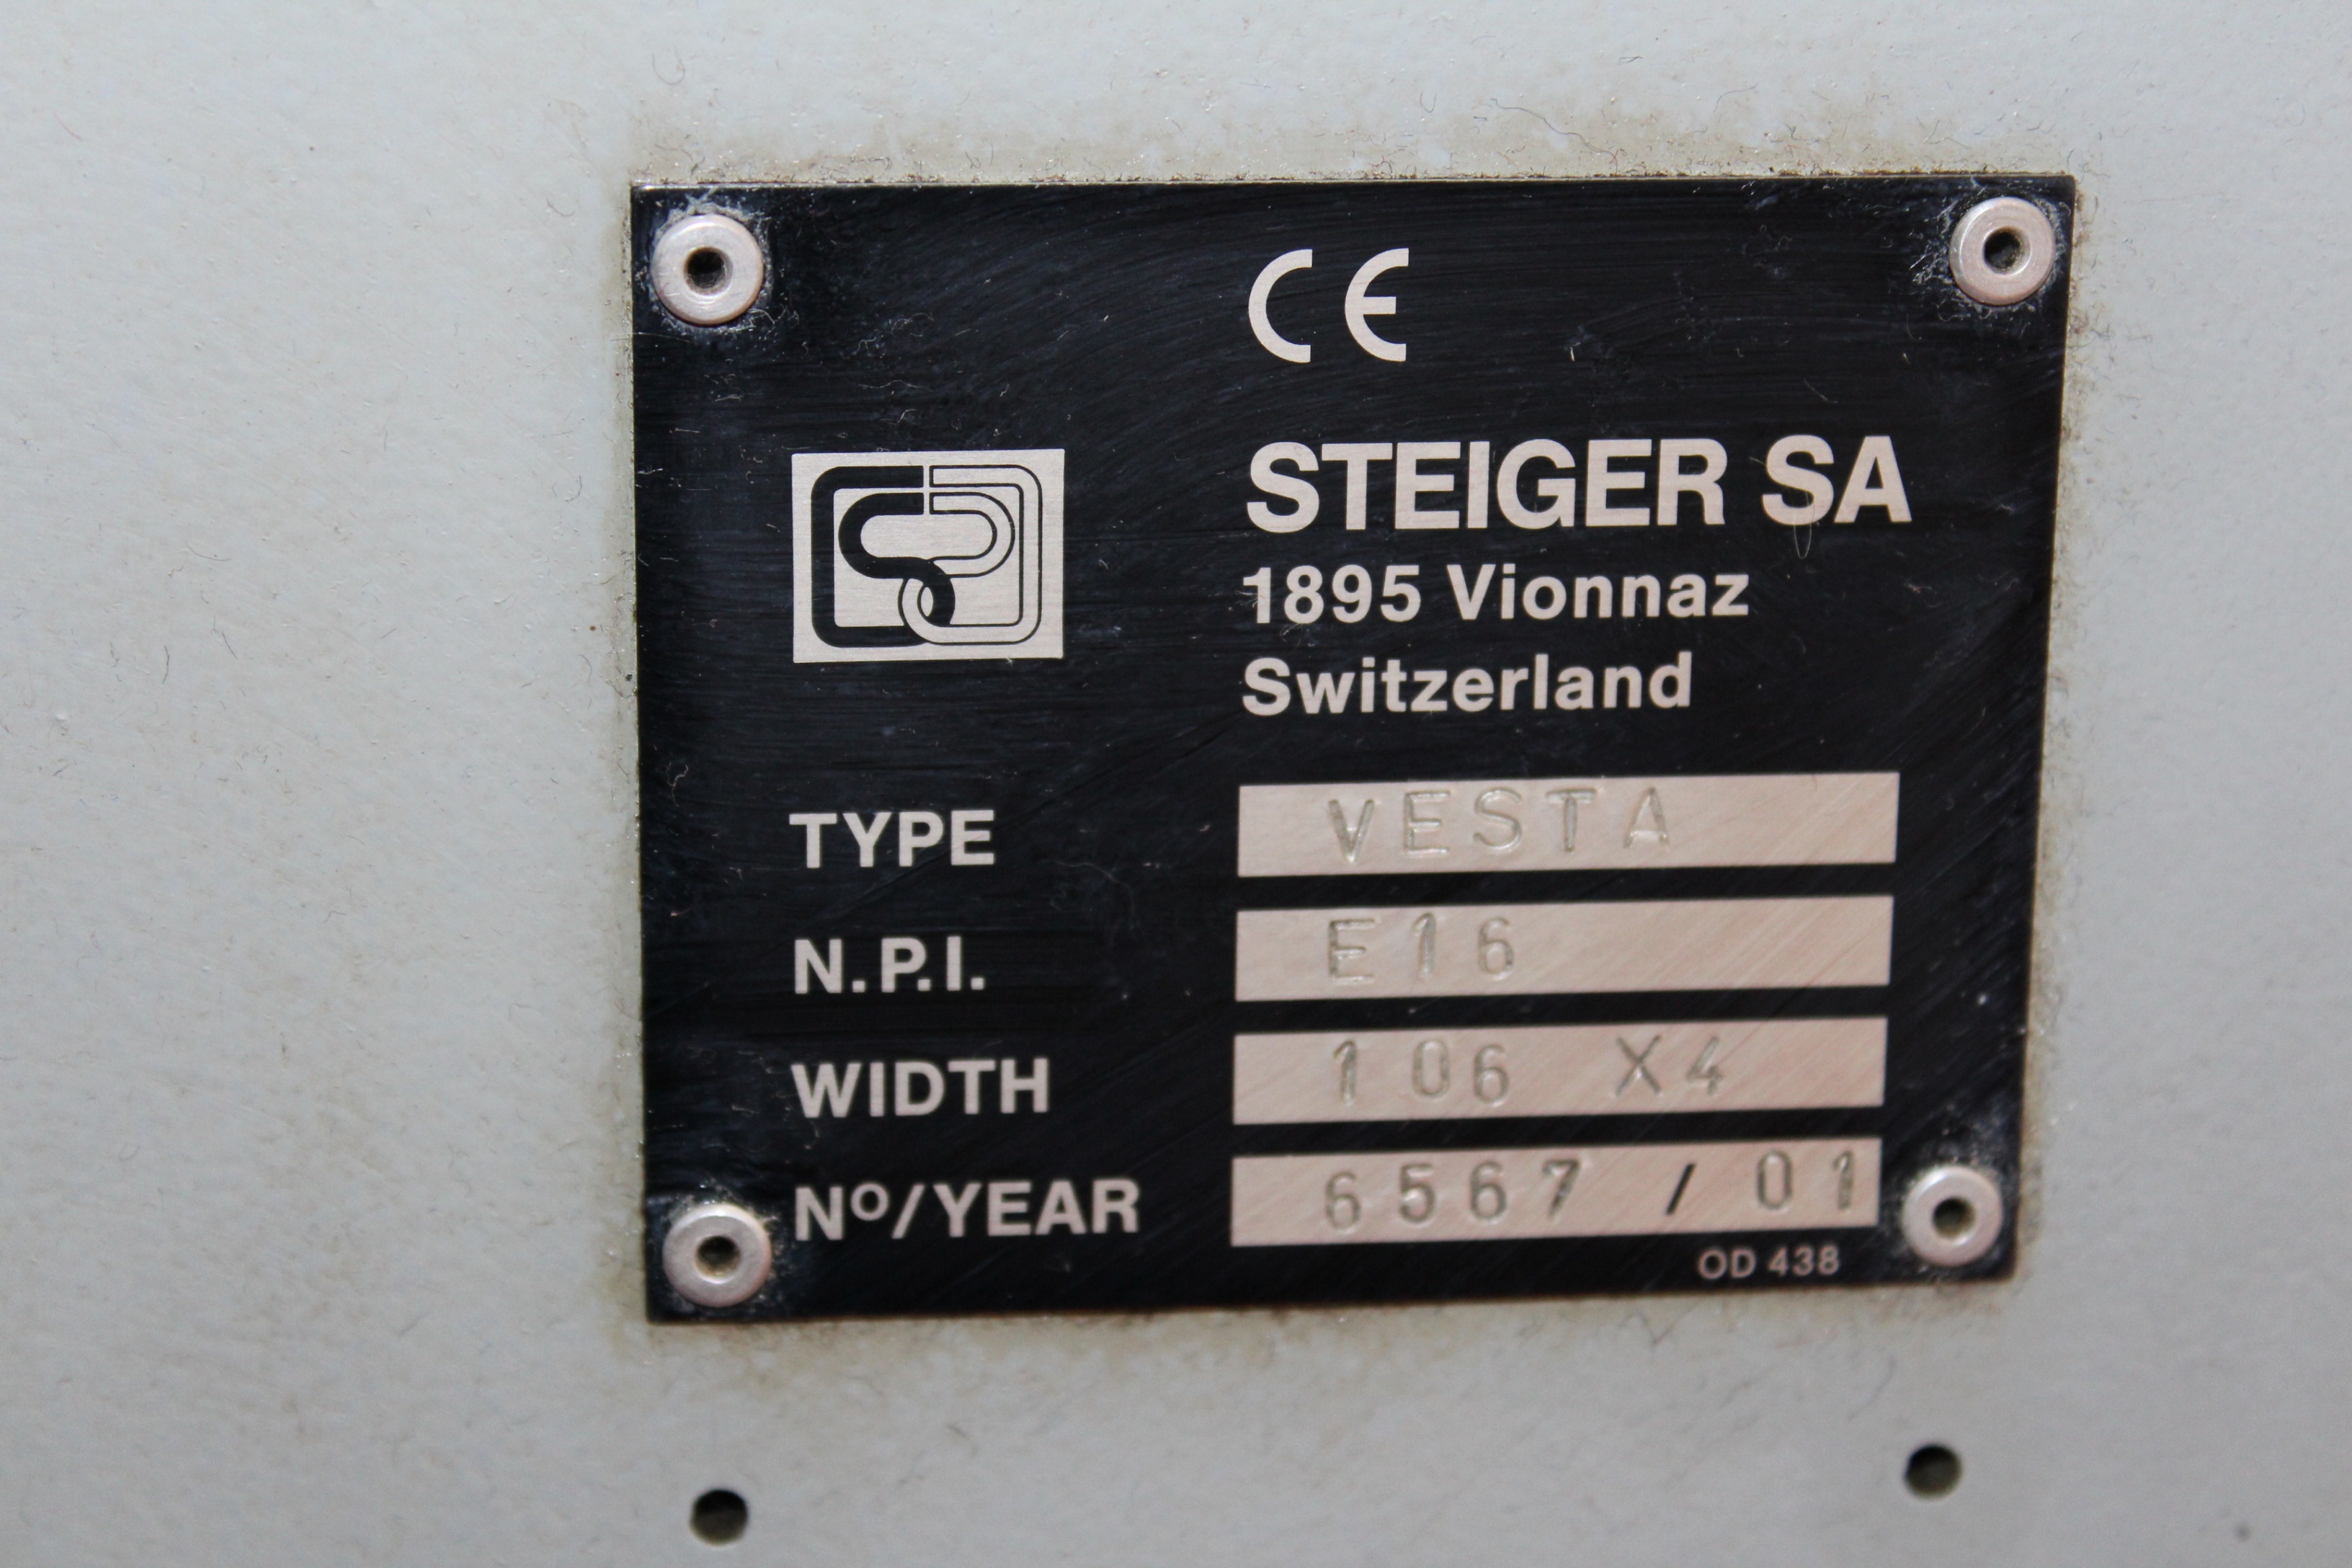 CE
STEIGER SA
1895 Vionnaz
Switzerland
TYPE VESTA
N.P.I. E16
WIDTH 106 X4
Nº/YEAR 6567 / 01
OD 438